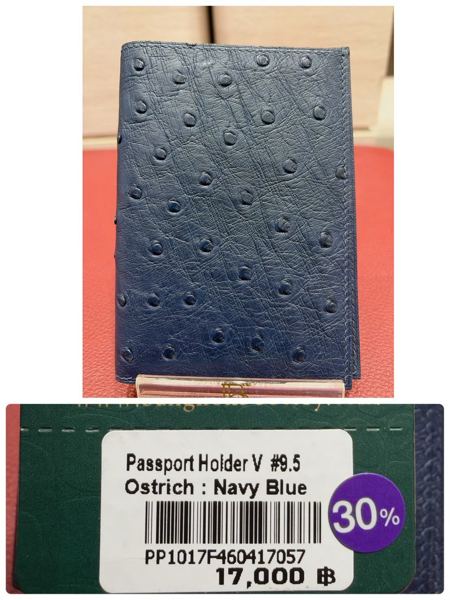 Passport Holder V #9.5
Ostrich : Navy Blue
PP1017F460417057
17,000 ฿
30%